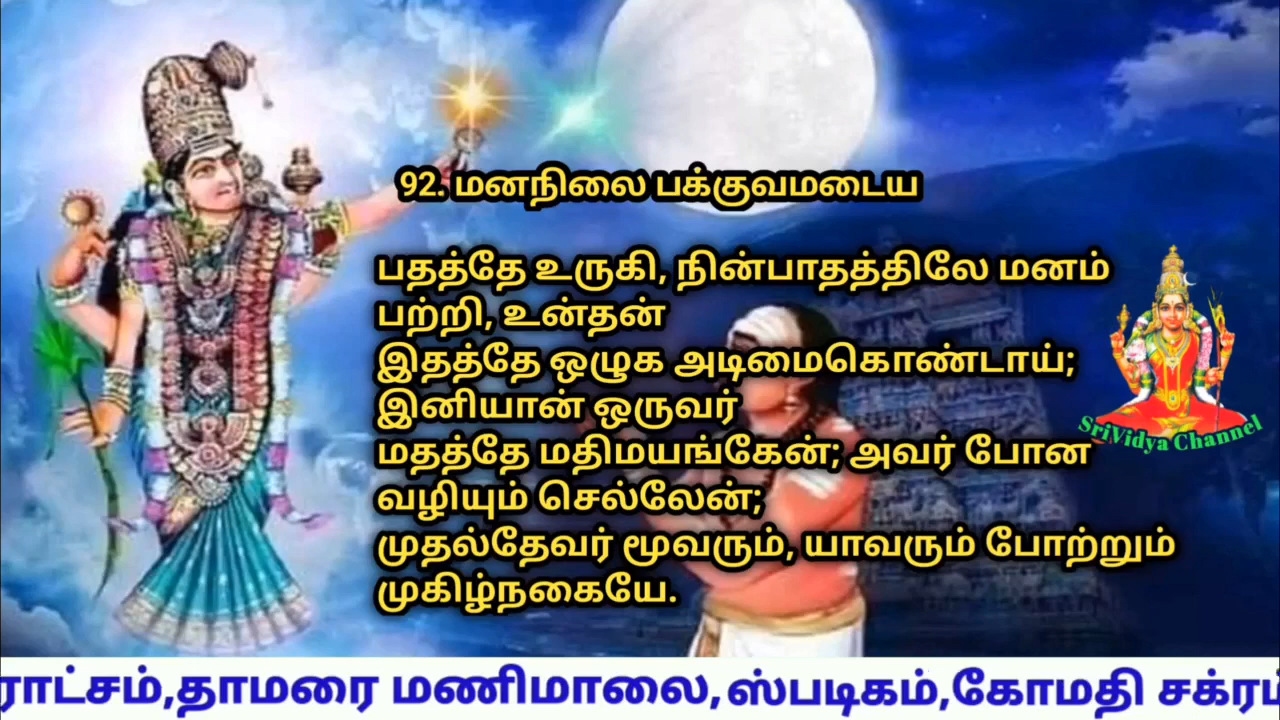 92. மனநிலை பக்குவமடைய
பதத்தே உருகி, நின்பாதத்திலே மனம்
பற்றி, உன்தன்
இதத்தே ஒழுக அடிமைகொண்டாய்;
இனியான் ஒருவர்
மதத்தே மதிமயங்கேன்; அவர் போன
வழியும் செல்லேன்;
முதல்தேவர் மூவரும், யாவரும் போற்றும்
முகிழ்நகையே.
SriVidya Channel
ராட்சம்,தாமரை மணிமாலை,ஸ்படிகம்,கோமதி சக்ரம்